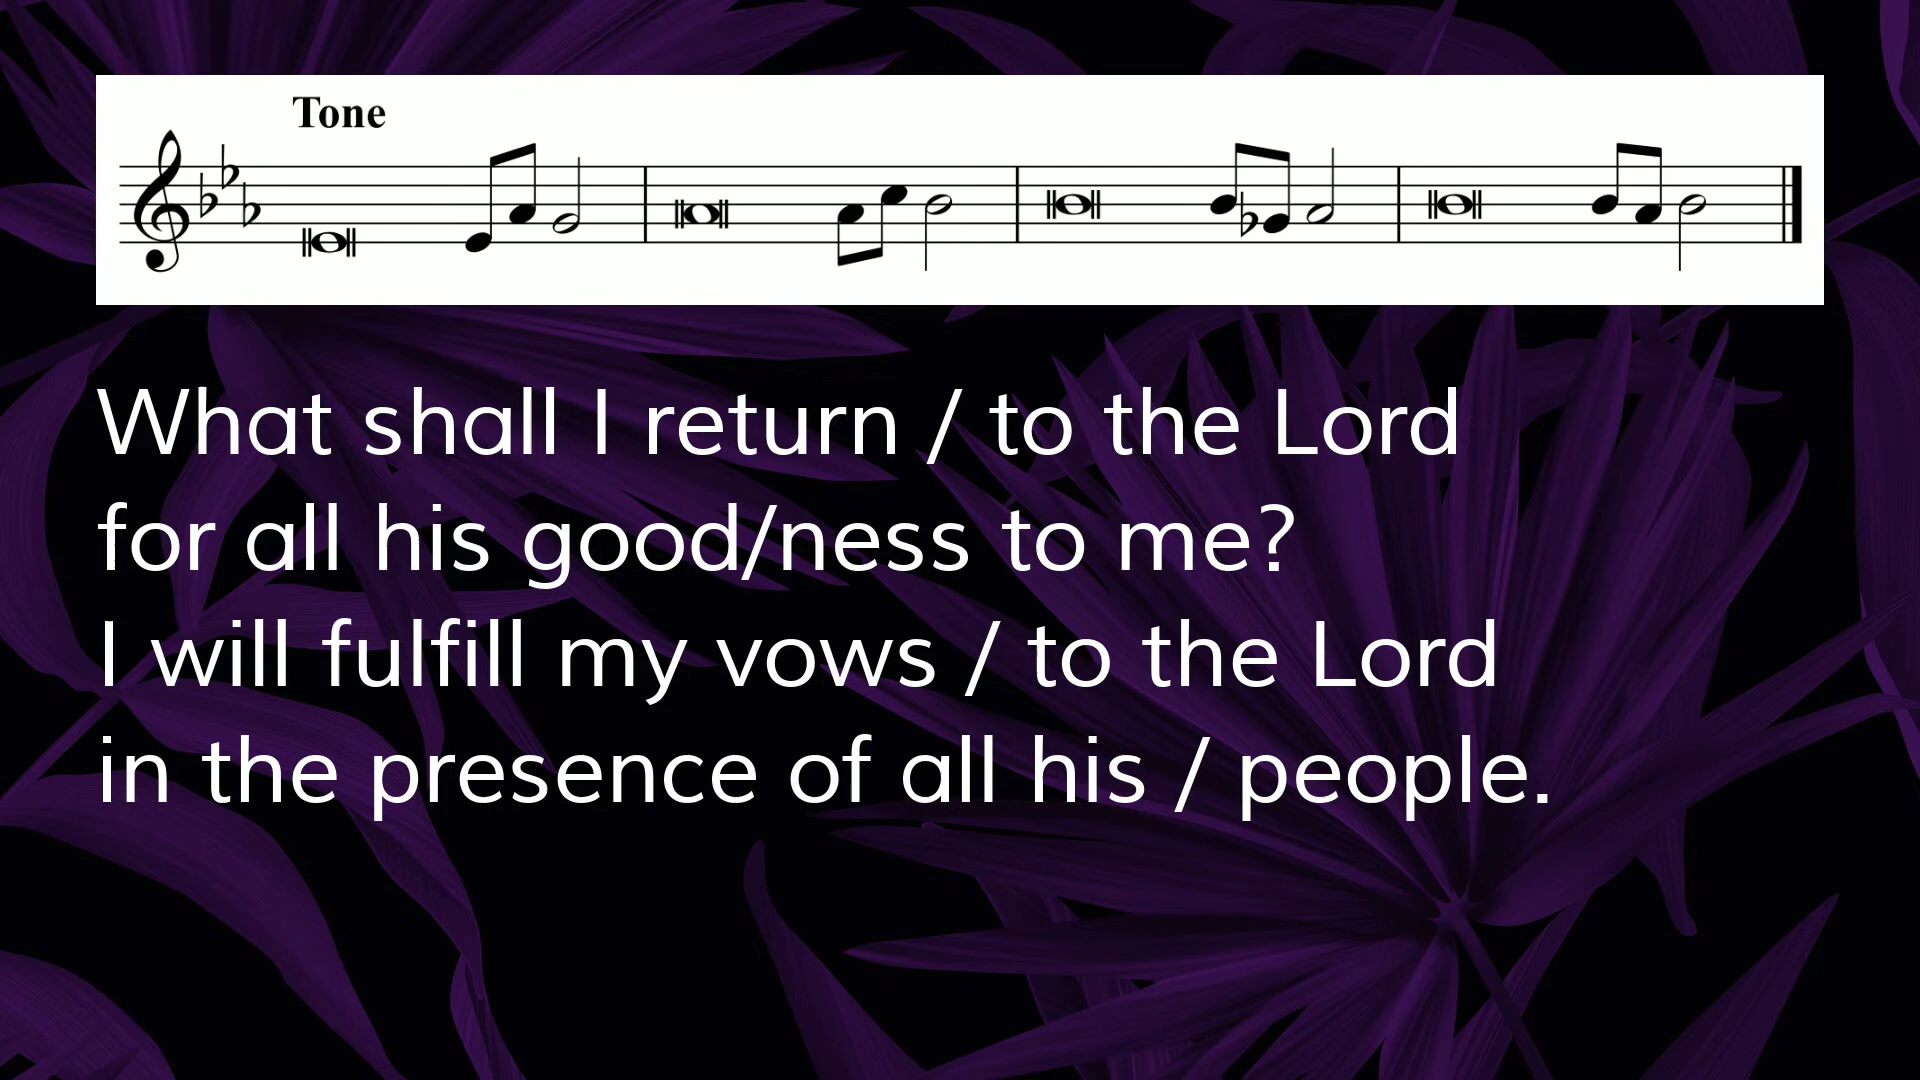 Tone
What shall I return / to the Lord
for all his good/ness to me?
I will fulfill my vows / to the Lord
in the presence of all his / people.